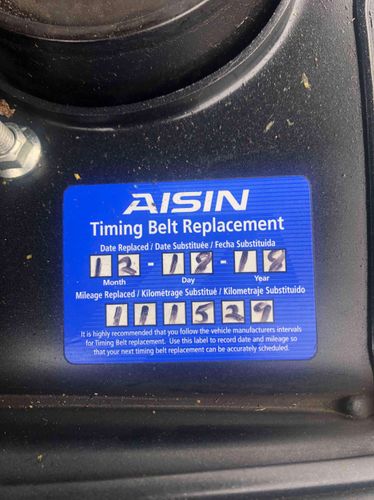 AISIN
Timing Belt Replacement
Date Replaced / Date Substituée / Fecha Substituida
12 - 19 - 19
Month Day Year
Mileage Replaced / Kilométrage Substitué / Kilometraje Substituido
111529
It is highly recommended that you follow the vehicle manufacturers intervals
for Timing Belt replacement. Use this label to record date and mileage so
that your next timing belt replacement can be accurately scheduled.